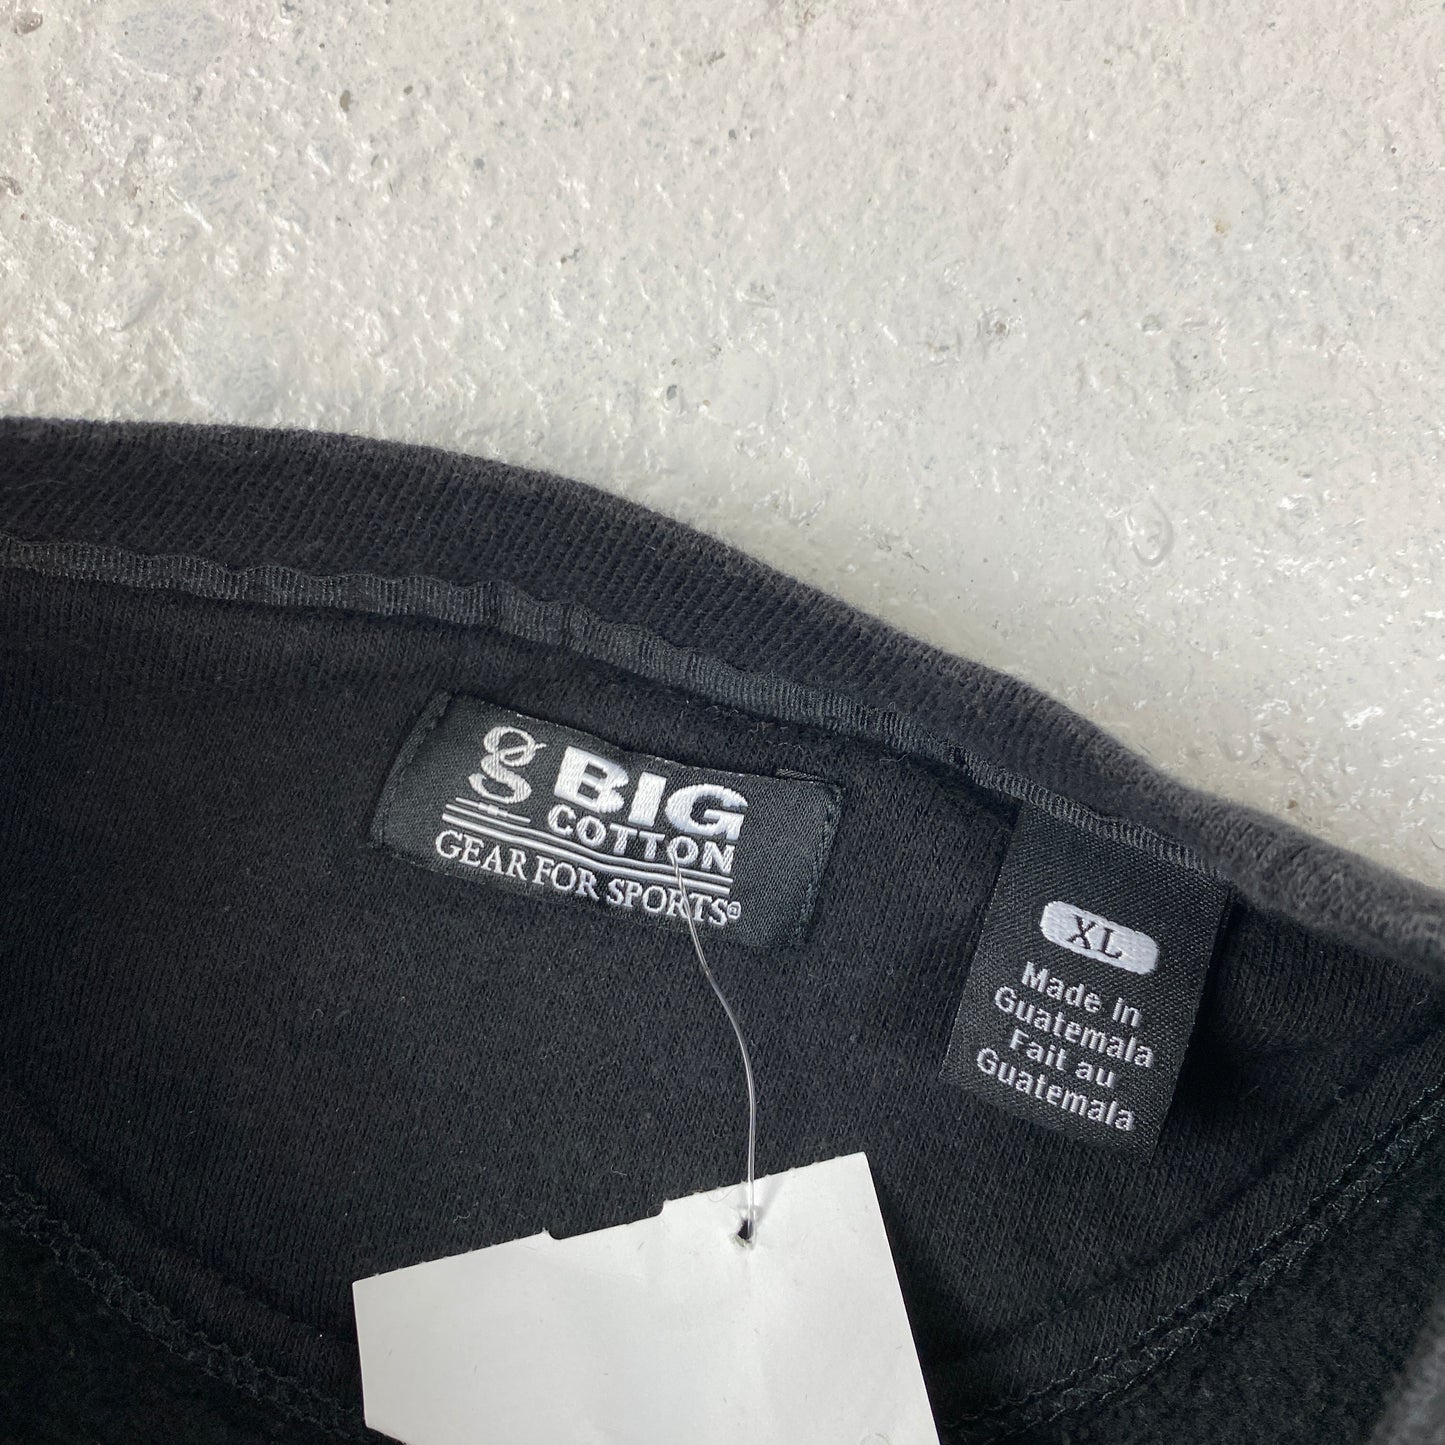 BIG
COTTON
GEAR FOR SPORTS®
XL
Made in
Guatemala
Fait au
Guatemala